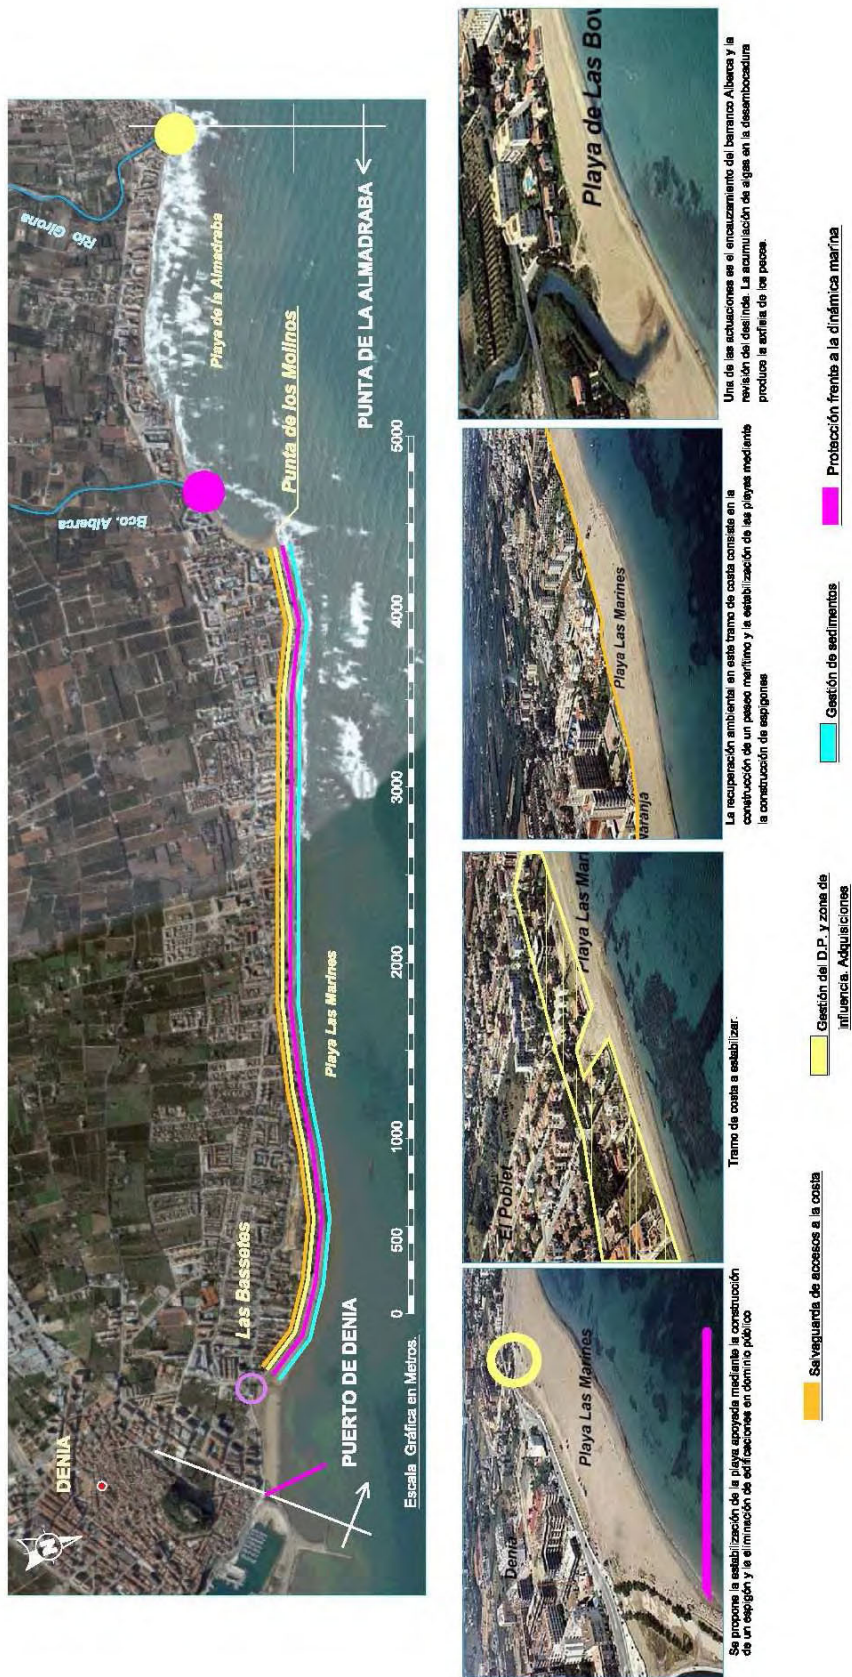 DENIA
Las Bassetes
PUERTO DE DENIA
Playa Las Marines
Bco. Alberca
Río Girona
Playa de la Almadraba
Punta de los Molinos
PUNTA DE LA ALMADRABA
N
Escala Gráfica en Metros.
0
500
1000
2000
3000
4000
5000
Denia
Playa Las Marines
El Poblet
Playa Las Mar
Naranja
Playa Las Marines
Playa de Las Bov
Se propone la estabilización de la playa apoyada mediante la construcción
de un espigón y la eliminación de edificaciones en dominio público
Tramo de costa a estabilizar.
La recuperación ambiental en este tramo de costa consiste en la
construcción de un paseo marítimo y la estabilización de las playas mediante
la construcción de espigones
Una de las actuaciones es el encauzamiento del barranco Alberca y la
revisión del deslinde. La acumulación de algas en la desembocadura
produce la axfisia de los peces.
Salvaguarda de accesos a la costa
Gestión del D.P. y zona de
influencia. Adquisiciones
Gestión de sedimentos
Protección frente a la dinámica marina